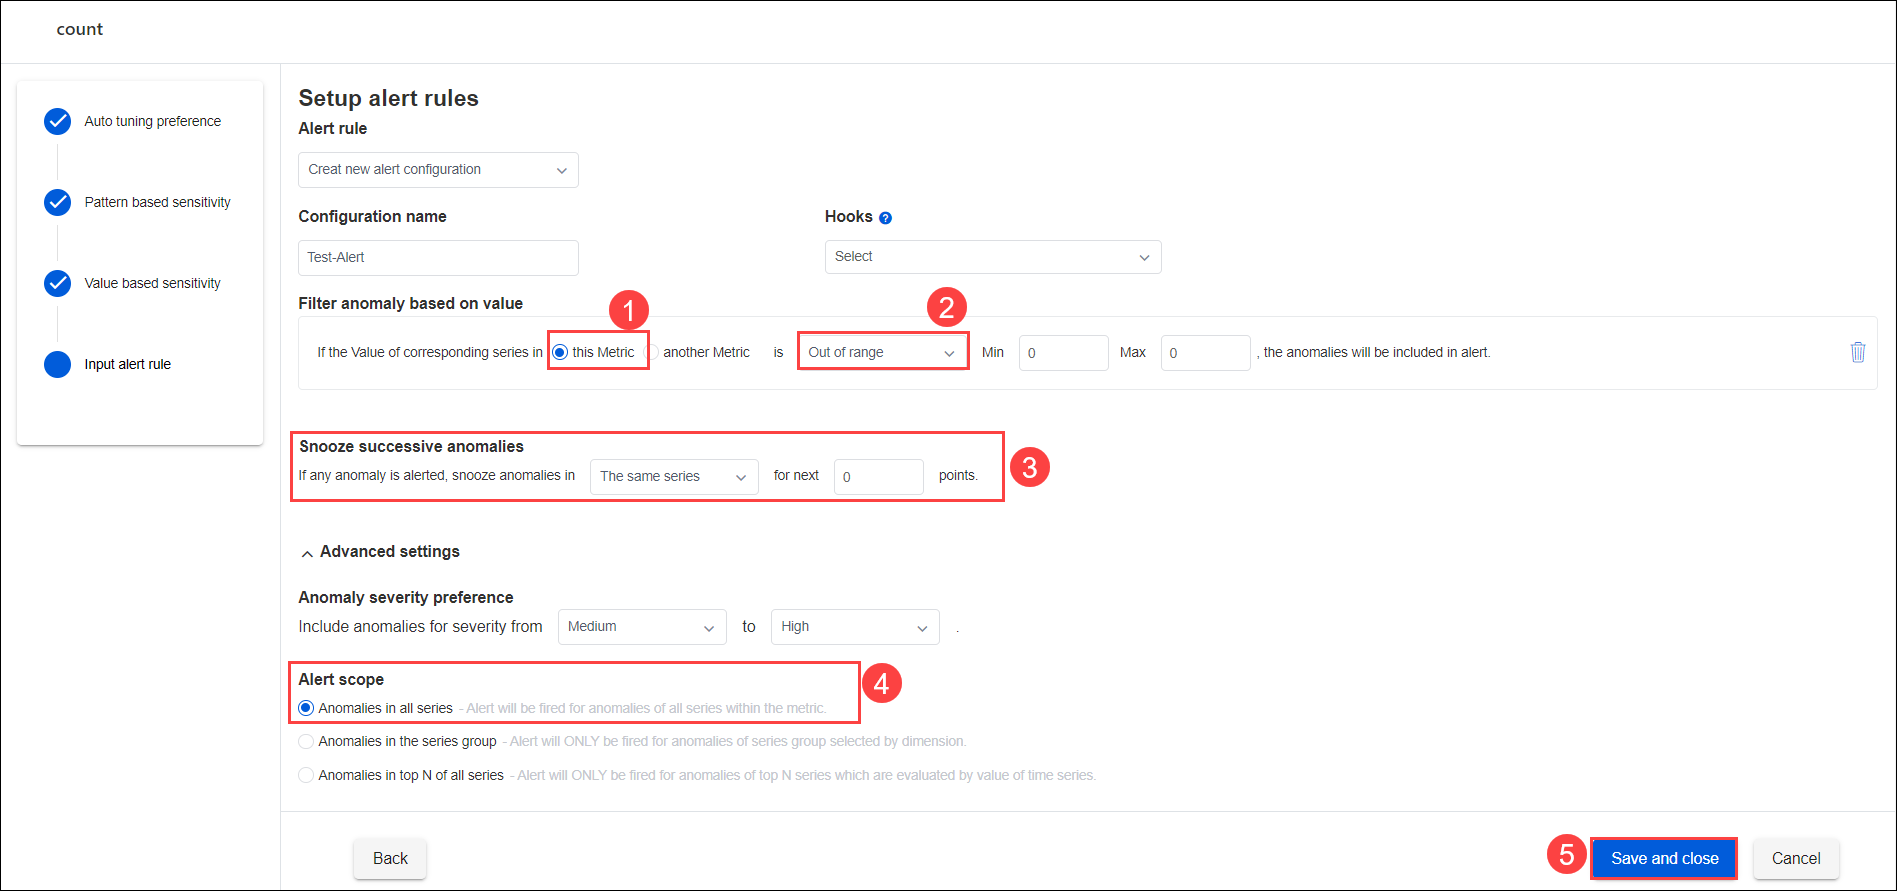 count
Auto tuning preference
Pattern based sensitivity
Value based sensitivity
Input alert rule
Setup alert rules
Alert rule
Creat new alert configuration
Configuration name
Hooks ?
Test-Alert
Select
Filter anomaly based on value
1
2
If the Value of corresponding series in this Metric another Metric is Out of range Min 0 Max 0 , the anomalies will be included in alert.
Snooze successive anomalies
If any anomaly is alerted, snooze anomalies in The same series for next 0 points.
3
Advanced settings
Anomaly severity preference
Include anomalies for severity from Medium to High .
Alert scope
4
Anomalies in all series - Alert will be fired for anomalies of all series within the metric.
Anomalies in the series group - Alert will ONLY be fired for anomalies of series group selected by dimension.
Anomalies in top N of all series - Alert will ONLY be fired for anomalies of top N series which are evaluated by value of time series.
Back
5
Save and close
Cancel